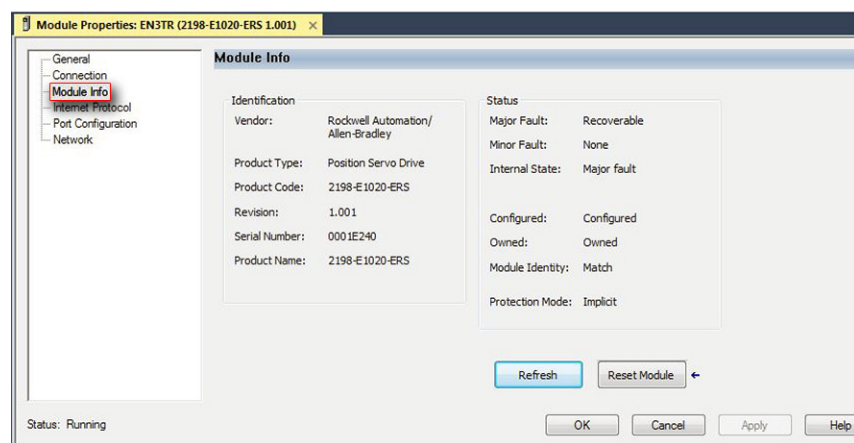 Module Properties: EN3TR (2198-E1020-ERS 1.001) ×
General
Connection
Module Info
Internet Protocol
Port Configuration
Network
Module Info
Identification
Vendor: Rockwell Automation/
Allen-Bradley
Product Type: Position Servo Drive
Product Code: 2198-E1020-ERS
Revision: 1.001
Serial Number: 0001E240
Product Name: 2198-E1020-ERS
Status
Major Fault: Recoverable
Minor Fault: None
Internal State: Major fault
Configured: Configured
Owned: Owned
Module Identity: Match
Protection Mode: Implicit
Refresh
Reset Module ←
Status: Running
OK
Cancel
Apply
Help